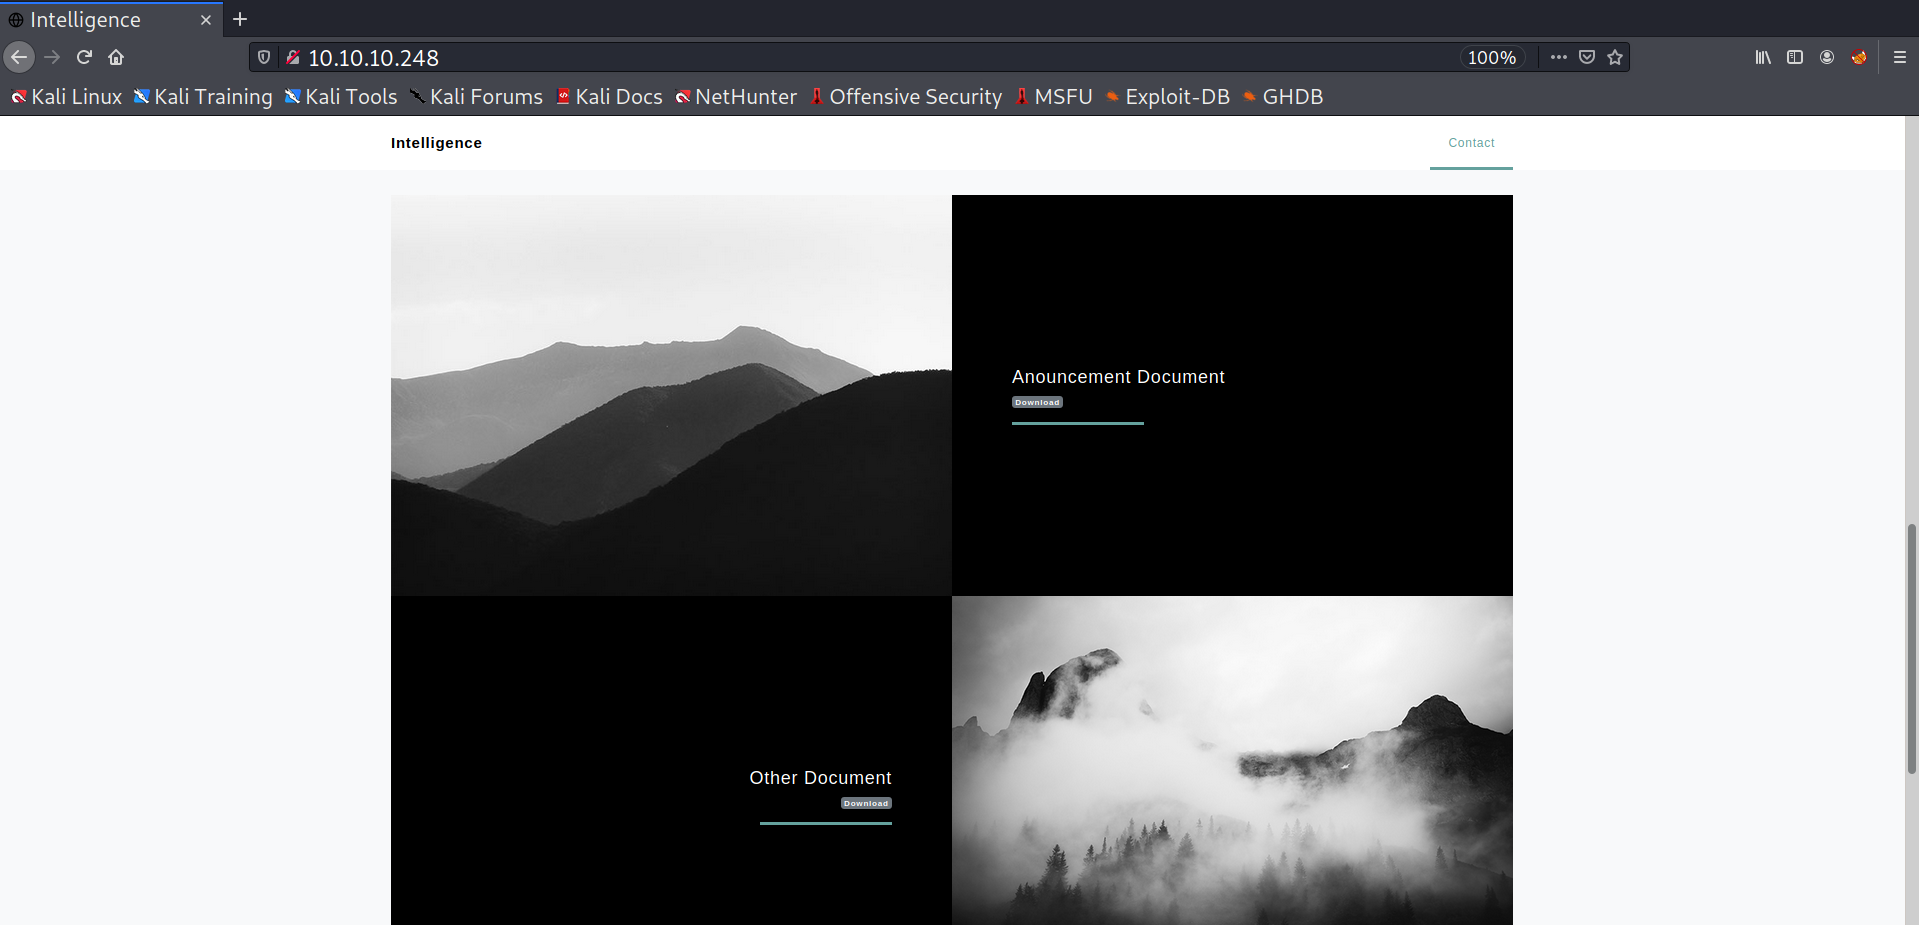 Intelligence
10.10.10.248
100%
Kali Linux Kali Training Kali Tools Kali Forums Kali Docs NetHunter Offensive Security MSFU Exploit-DB GHDB
Intelligence Contact
Anouncement Document
Download
Other Document
Download